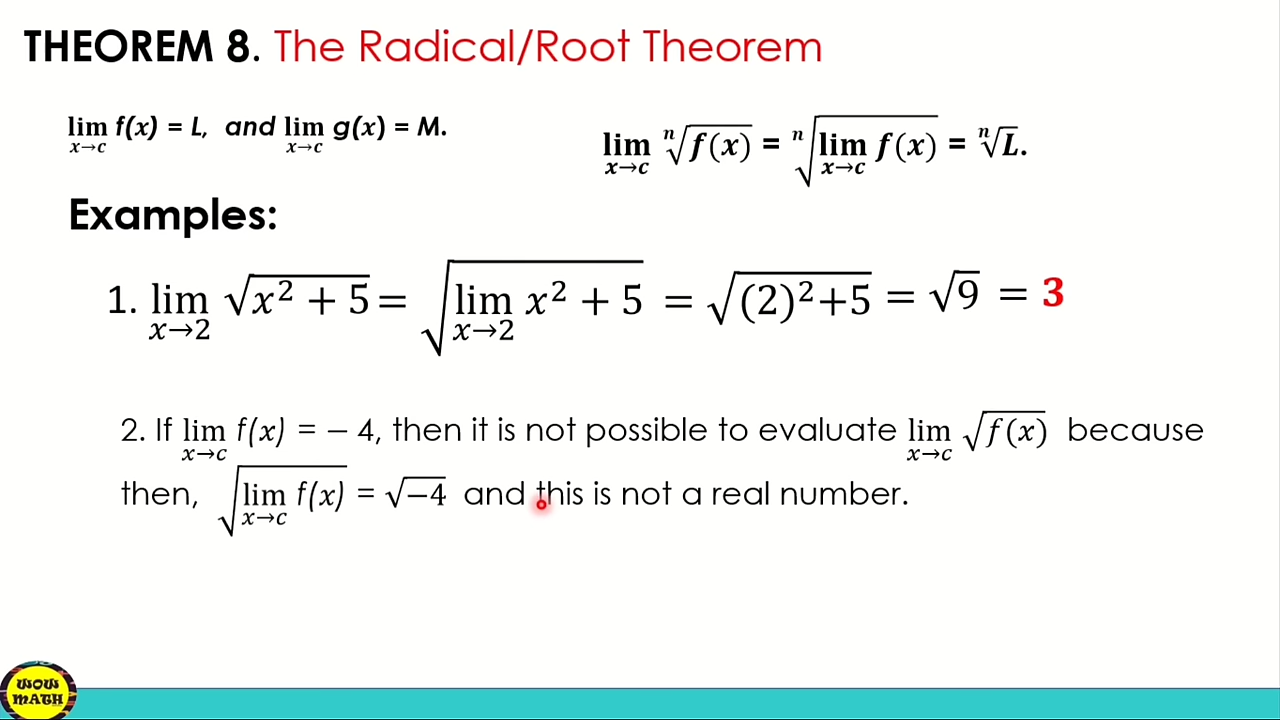 THEOREM 8. The Radical/Root Theorem
lim x→c f(x) = L, and lim x→c g(x) = M.
lim x→c ⁿ√f(x) = ⁿ√(lim x→c f(x)) = ⁿ√L.
Examples:
1. lim x→2 √(x² + 5) = √(lim x→2 x² + 5) = √((2)²+5) = √9 = 3
2. If lim x→c f(x) = – 4, then it is not possible to evaluate lim x→c √f(x) because
then, √(lim x→c f(x)) = √−4 and this is not a real number.
WOW
MATH